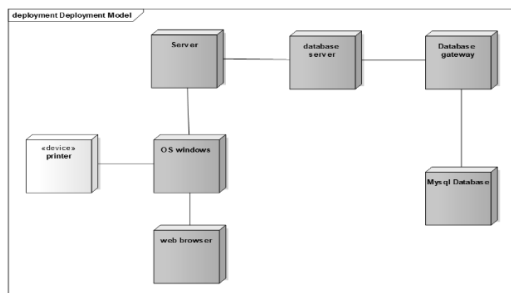 deployment Deployment Model
Server
database
server
Database
gateway
«device»
printer
OS windows
Mysql Database
web browser